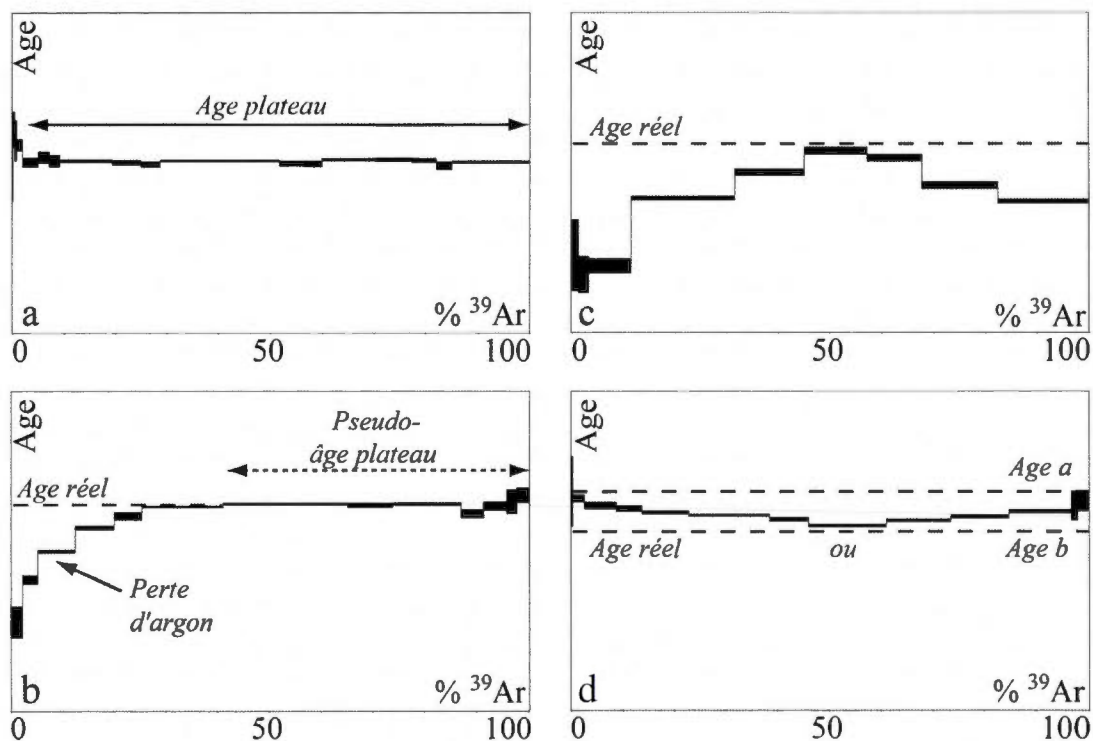 Age
Age plateau
a
% ³⁹Ar
0 50 100
Age
Age réel
c
% ³⁹Ar
0 50 100
Age
Pseudo-
âge plateau
Age réel
Perte
d'argon
b
% ³⁹Ar
0 50 100
Age
Age a
Age réel ou Age b
d
% ³⁹Ar
0 50 100